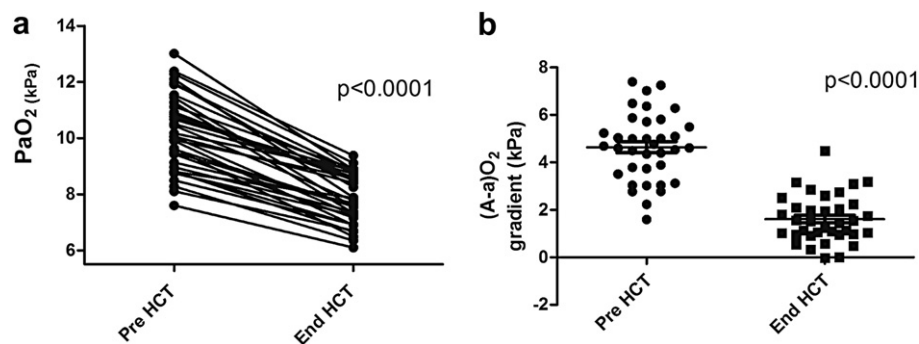 a
14
12
10
8
6
PaO2 (kPa)
p<0.0001
Pre HCT
End HCT
b
8
6
4
2
0
-2
(A-a)O2
gradient (kPa)
p<0.0001
Pre HCT
End HCT